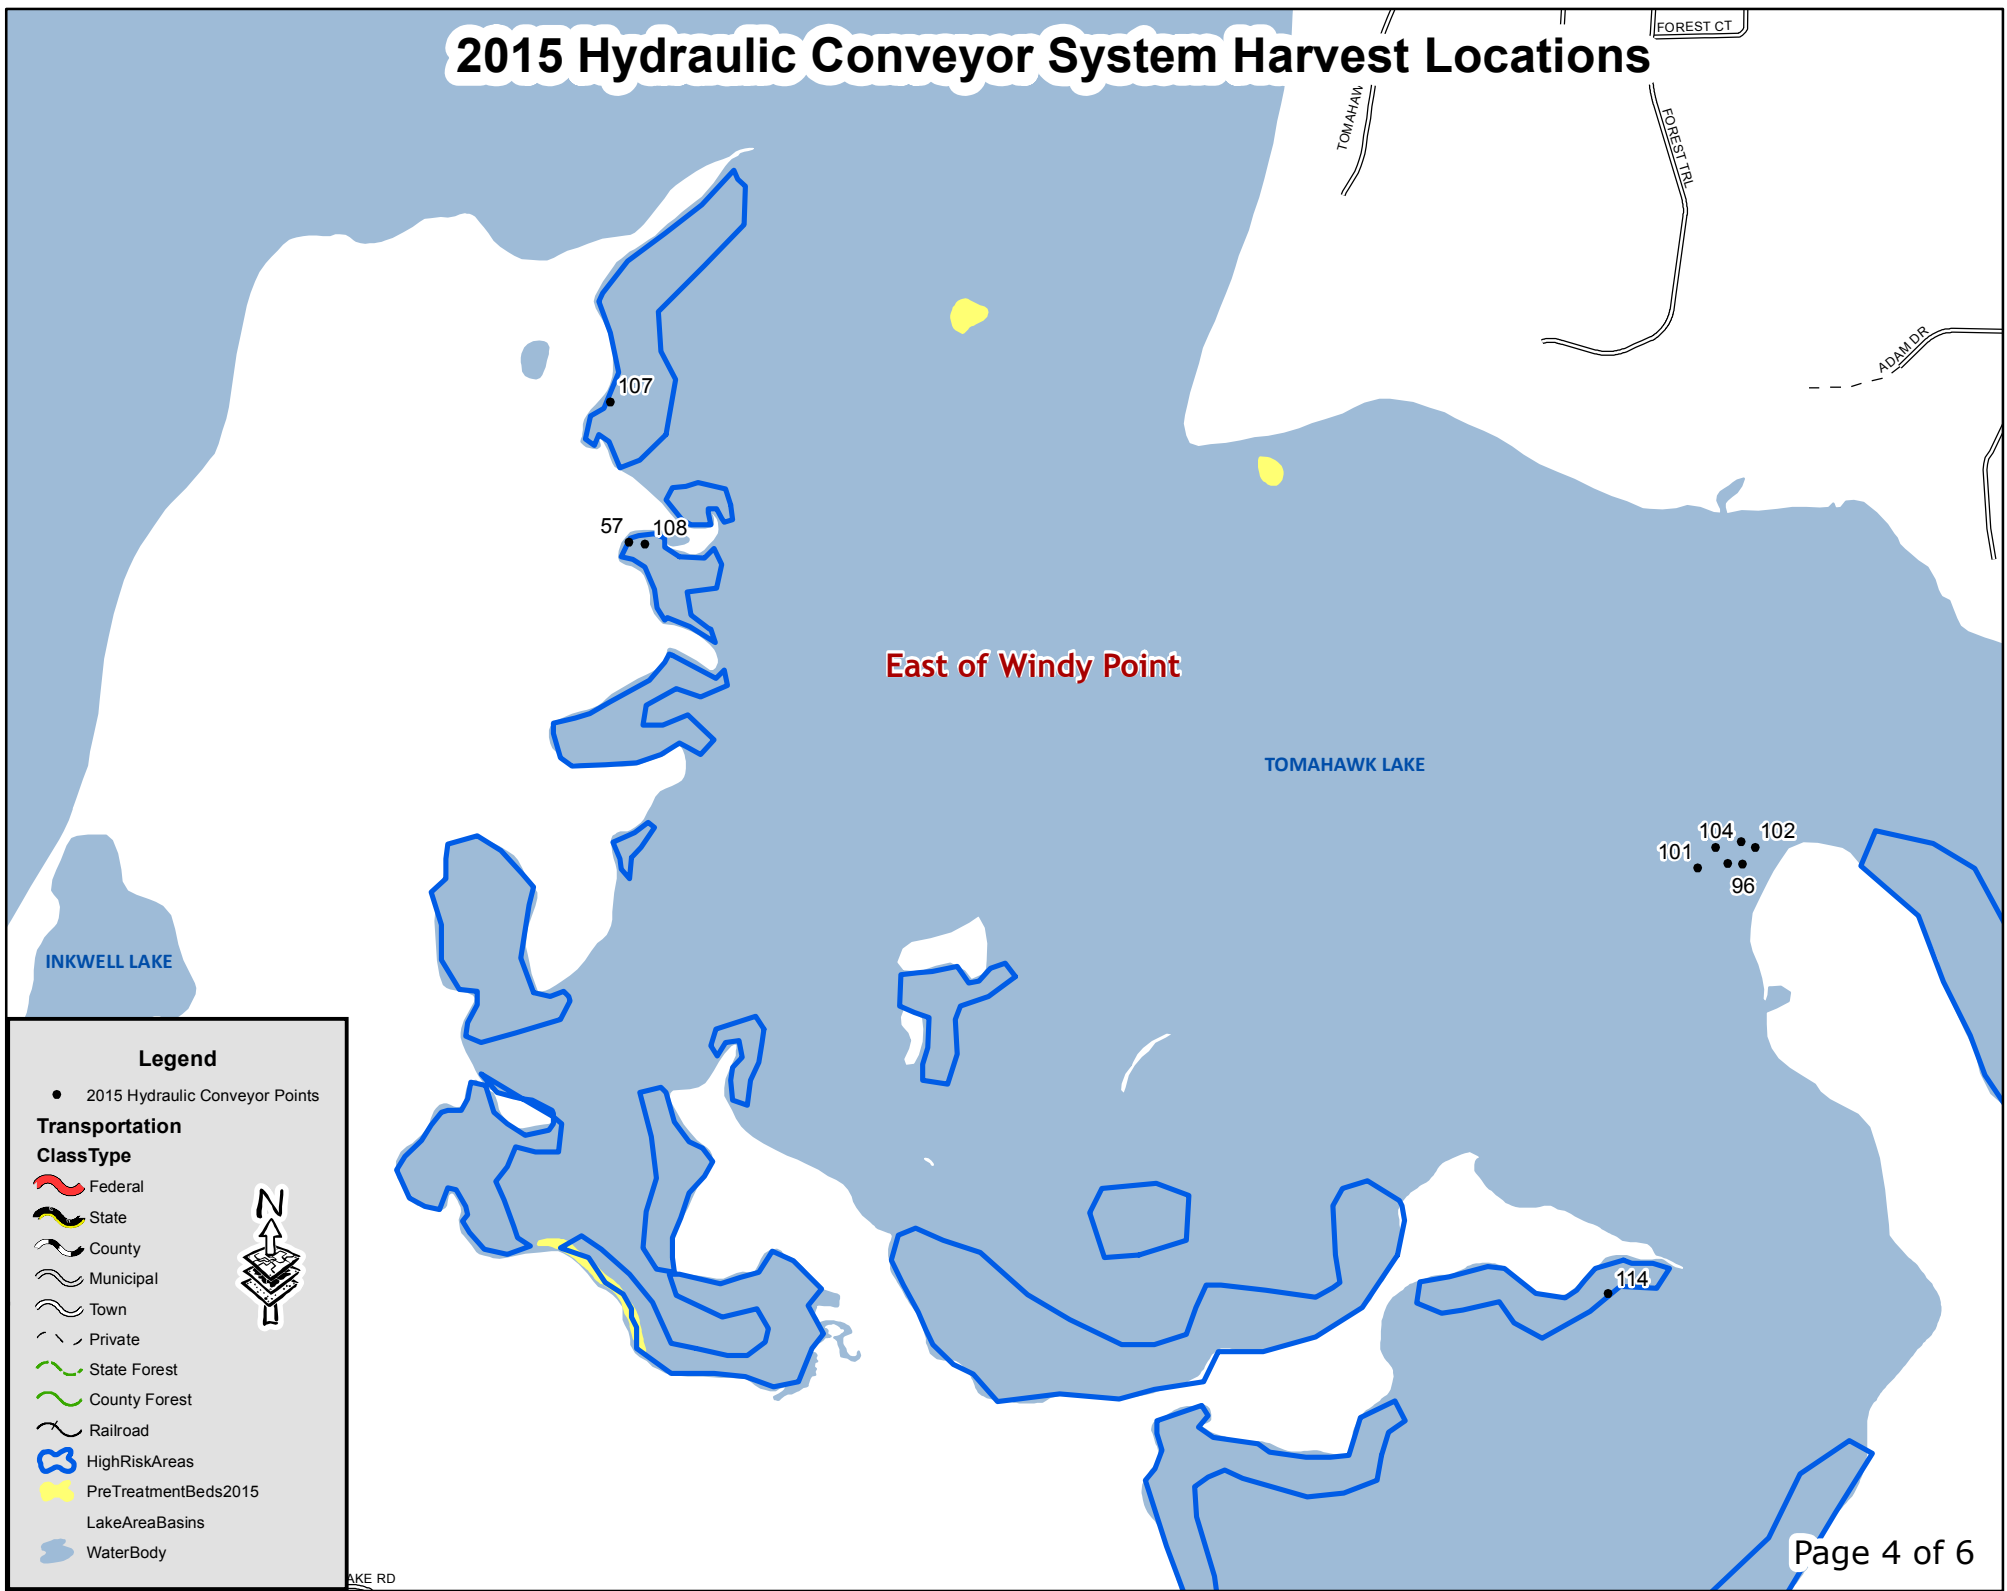 2015 Hydraulic Conveyor System Harvest Locations
FOREST CT
TOMAHAW
FOREST TRL
ADAM DR
107
57
108
East of Windy Point
TOMAHAWK LAKE
104
102
101
96
INKWELL LAKE
114
Legend
2015 Hydraulic Conveyor Points
Transportation
ClassType
Federal
State
County
Municipal
Town
Private
State Forest
County Forest
Railroad
HighRiskAreas
PreTreatmentBeds2015
LakeAreaBasins
WaterBody
N
AKE RD
Page 4 of 6